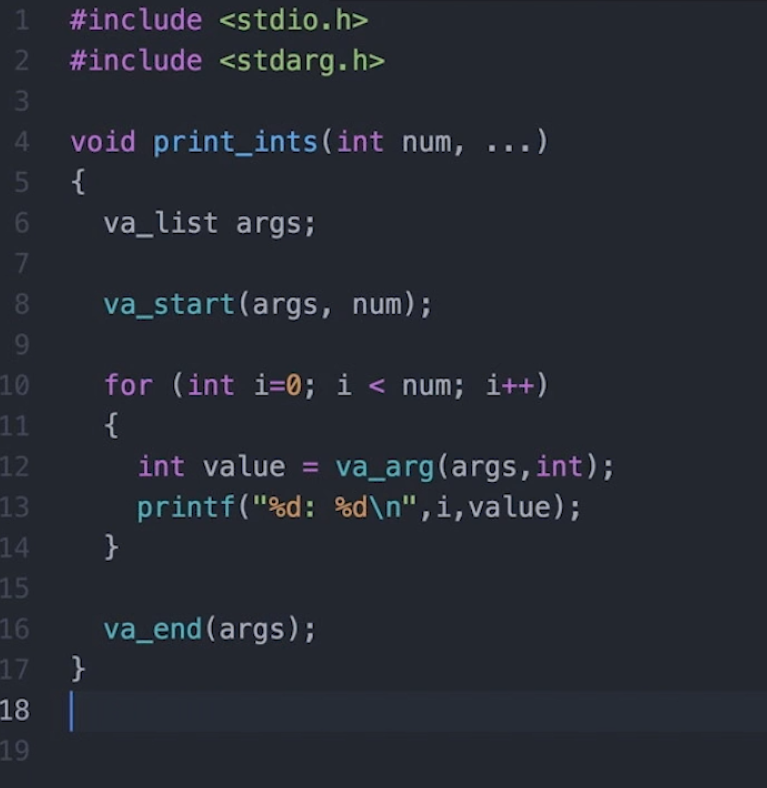 1 #include <stdio.h>
2 #include <stdarg.h>
3
4 void print_ints(int num, ...)
5 {
6   va_list args;
7
8   va_start(args, num);
9
10   for (int i=0; i < num; i++)
11   {
12     int value = va_arg(args,int);
13     printf("%d: %d\n",i,value);
14   }
15
16   va_end(args);
17 }
18
19